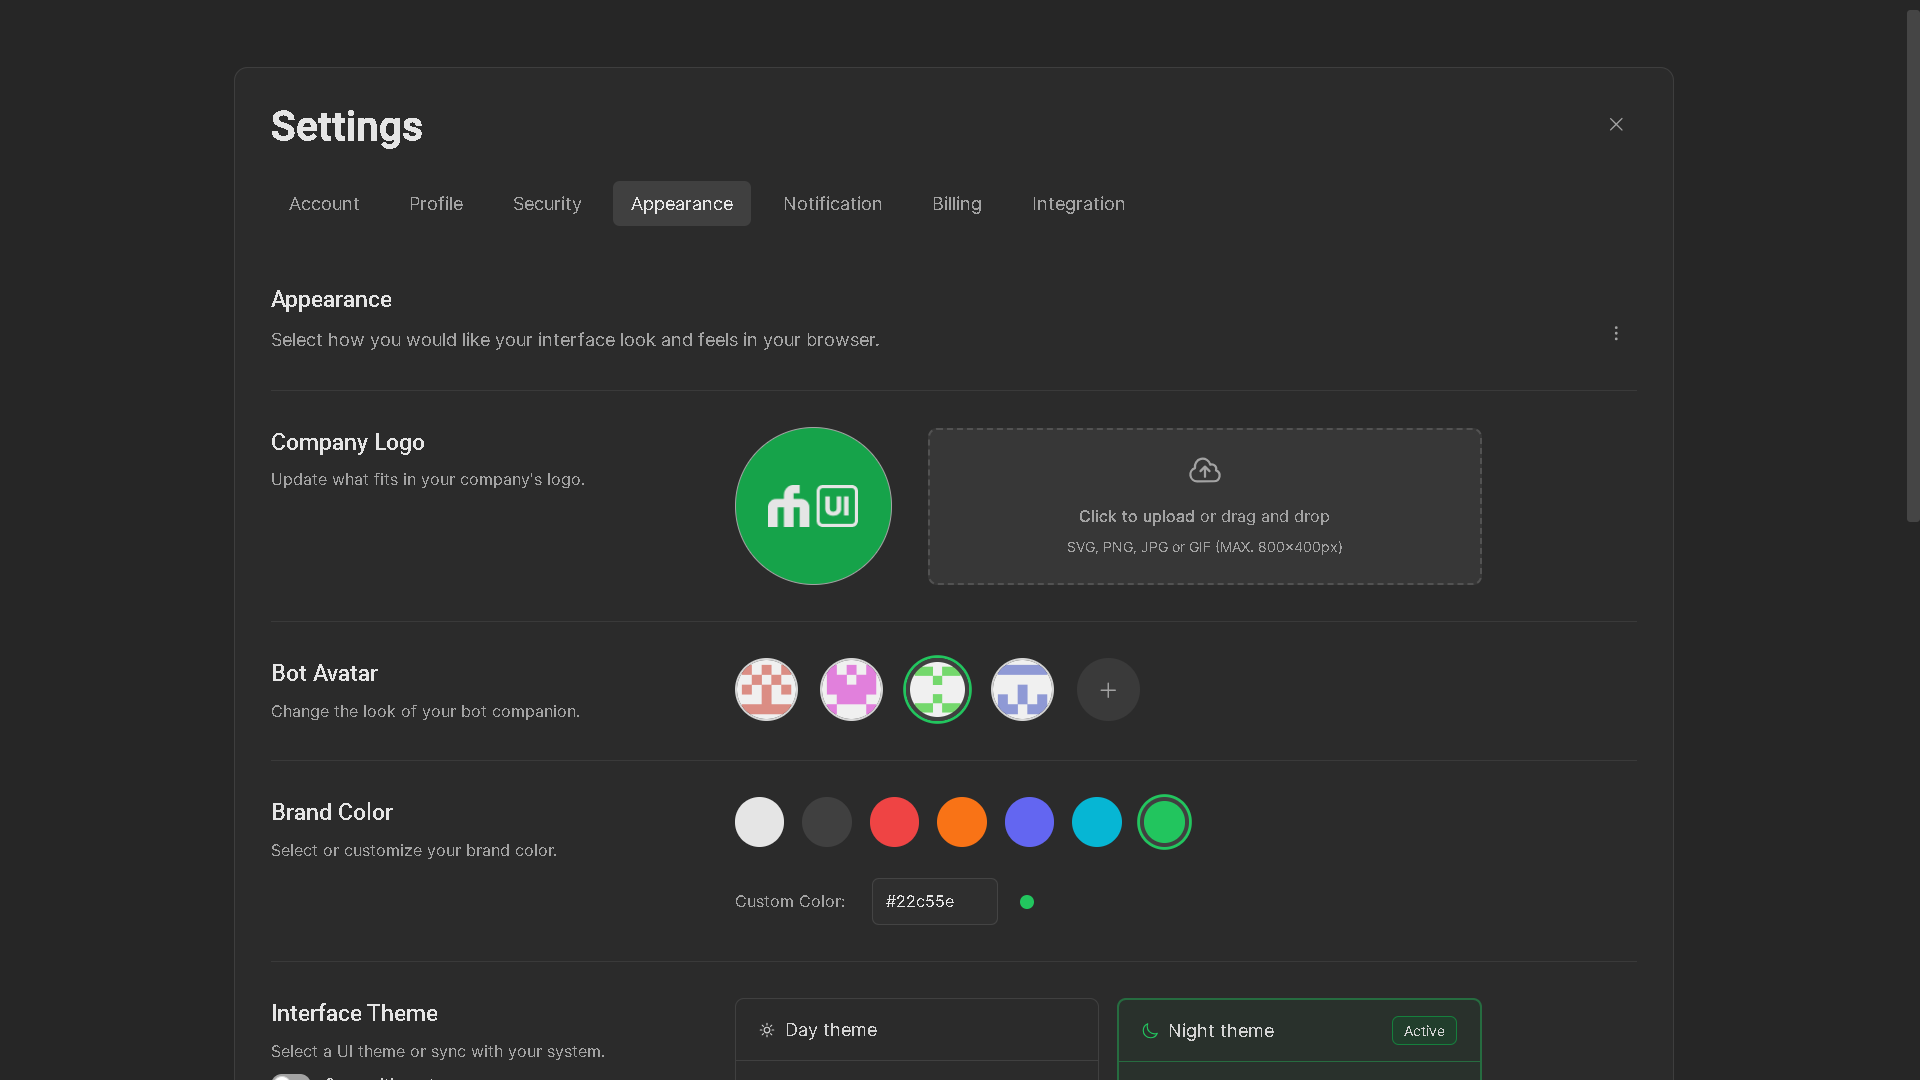 Settings
Account Profile Security Appearance Notification Billing Integration
Appearance
Select how you would like your interface look and feels in your browser.
Company Logo
Update what fits in your company's logo.
UI
Click to upload or drag and drop
SVG, PNG, JPG or GIF (MAX. 800×400px)
Bot Avatar
Change the look of your bot companion.
Brand Color
Select or customize your brand color.
Custom Color: #22c55e
Interface Theme
Select a UI theme or sync with your system.
Day theme
Night theme Active